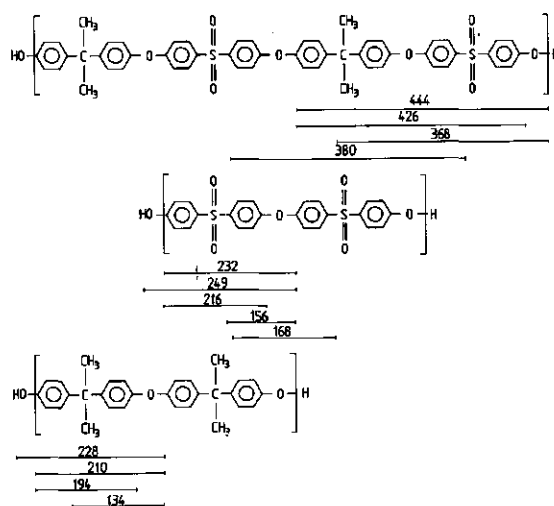 CH₃ O CH₃ O
HO C O S O C O S O H
CH₃ O CH₃ O
444
426
368
380
O O
HO S O S O H
O O
232
249
216
156
168
CH₃ CH₃
HO C O C O H
CH₃ CH₃
228
210
194
134